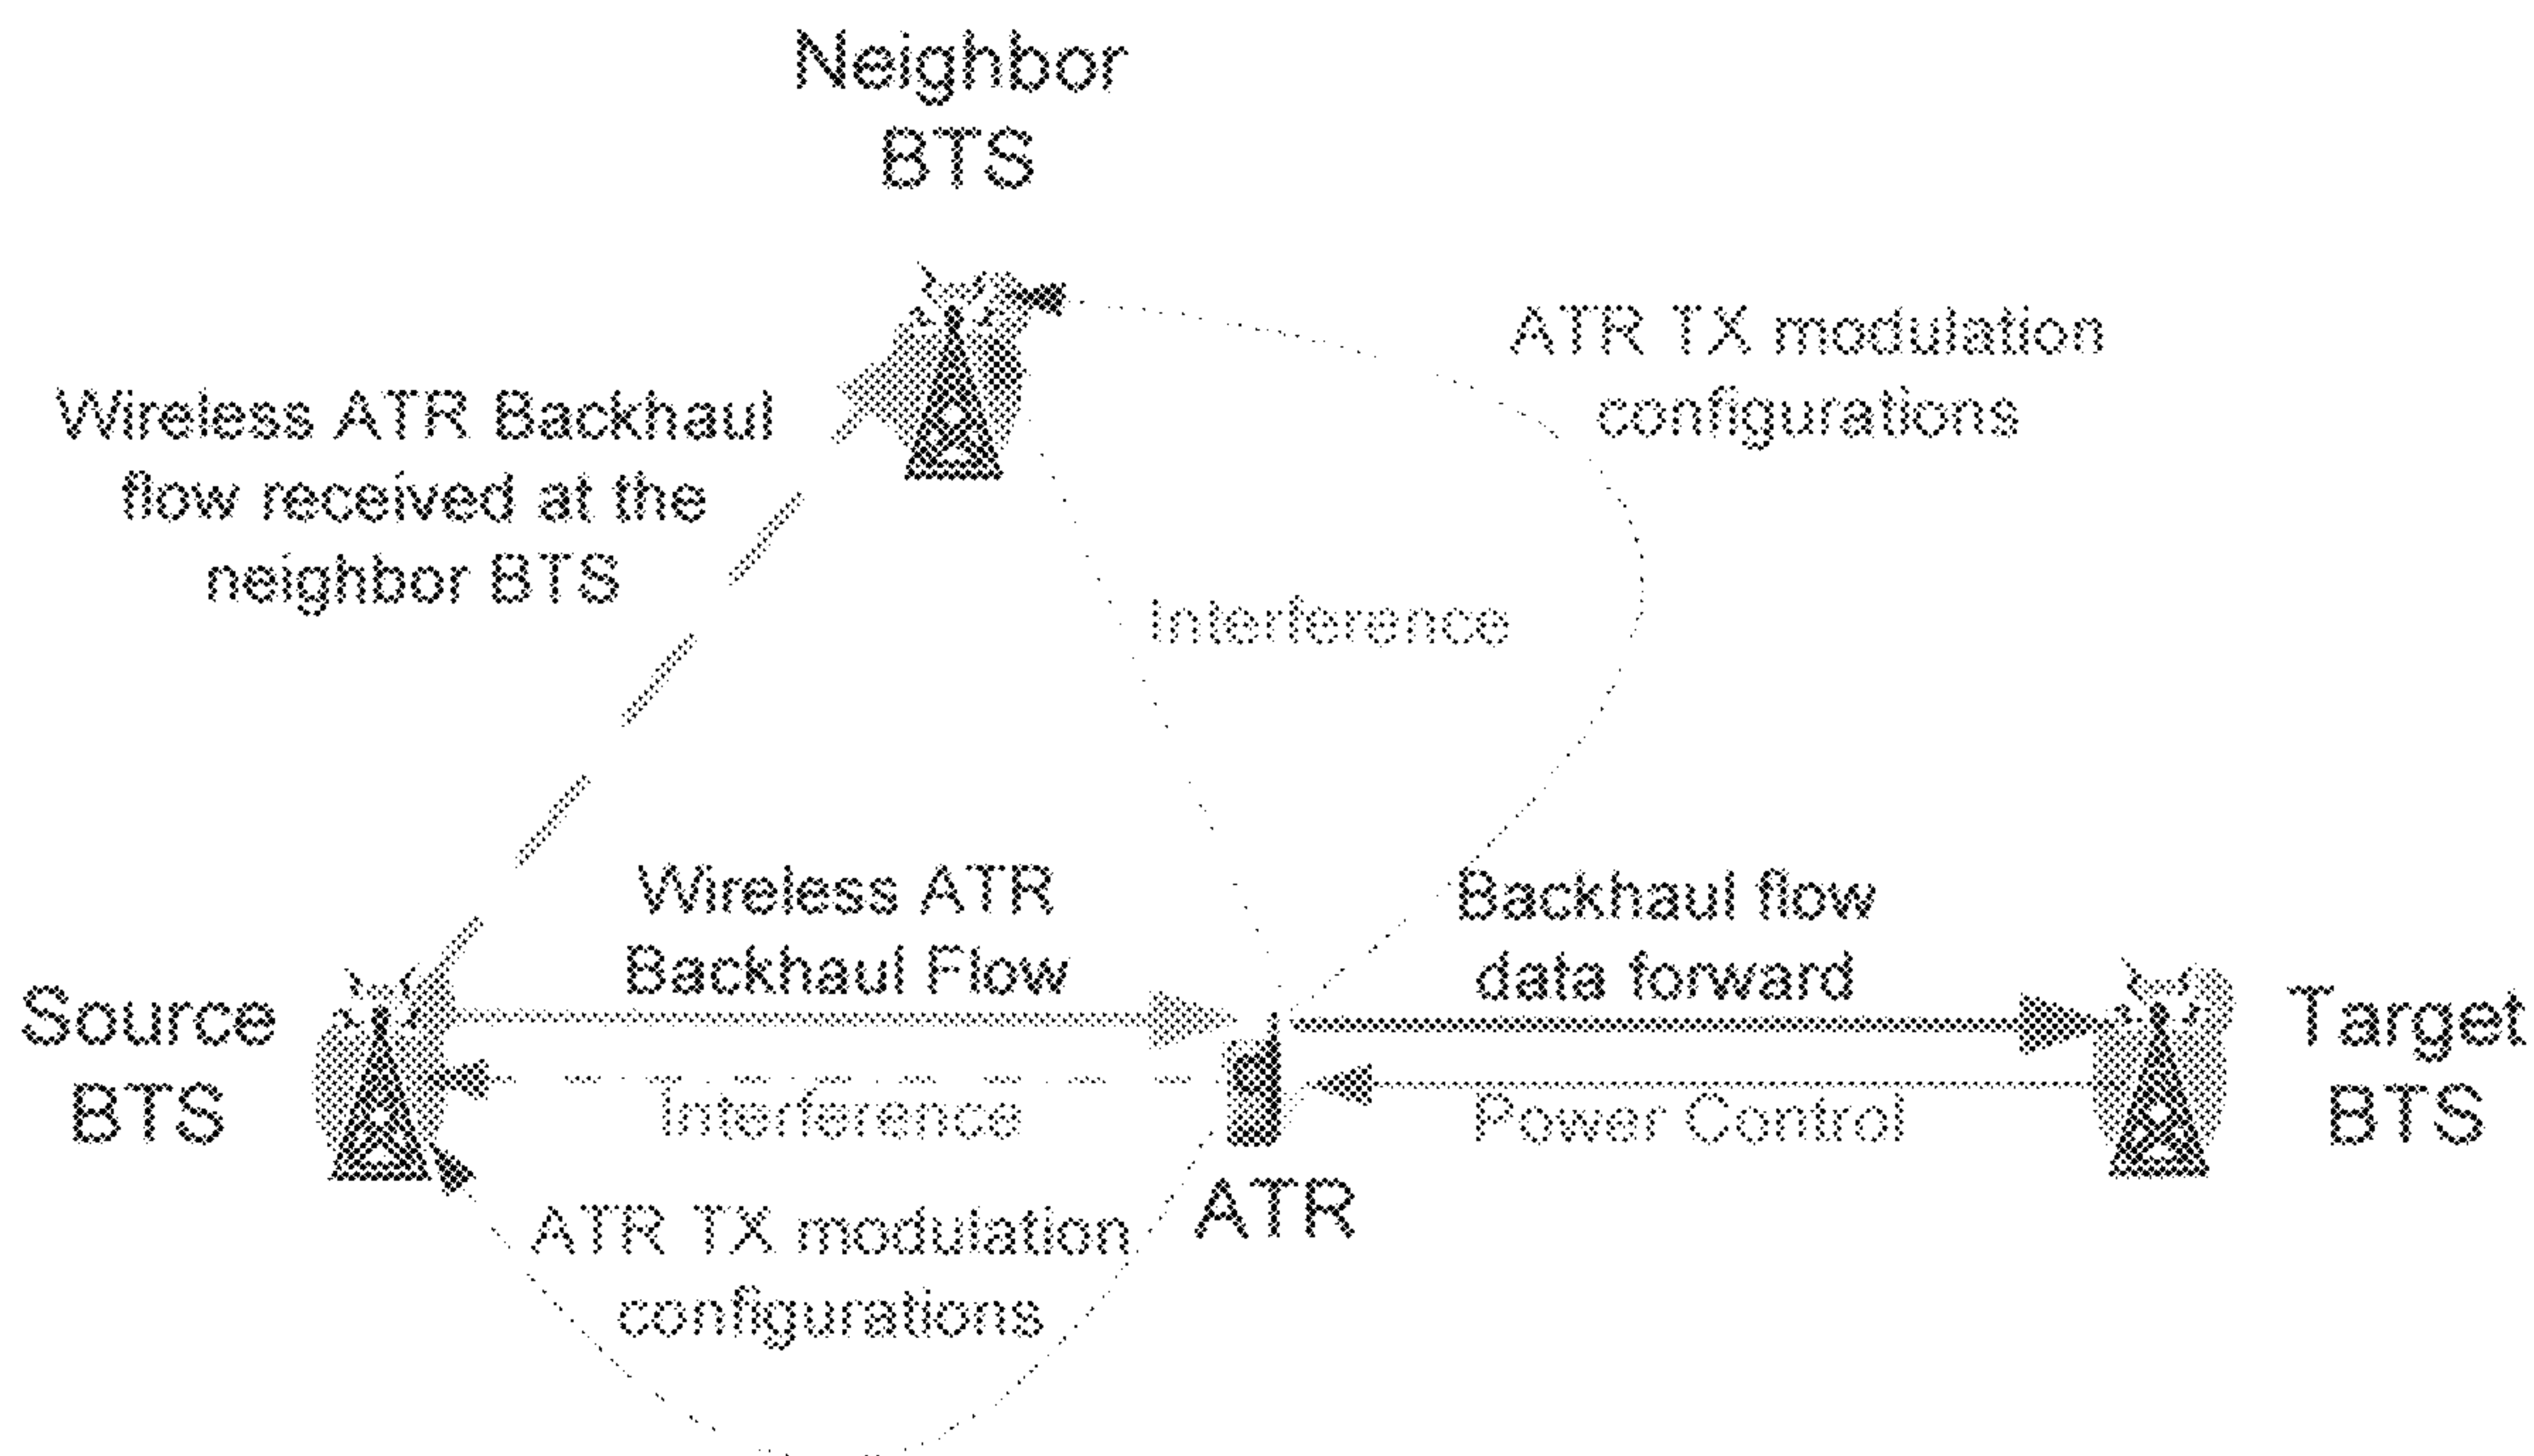 Neighbor
BTS
ATR TX modulation
configurations
Wireless ATR Backhaul
flow received at the
neighbor BTS
Interference
Wireless ATR
Backhaul Flow
Backhaul flow
data forward
Source
BTS
Target
BTS
Interference
Power Control
ATR
ATR TX modulation
configurations